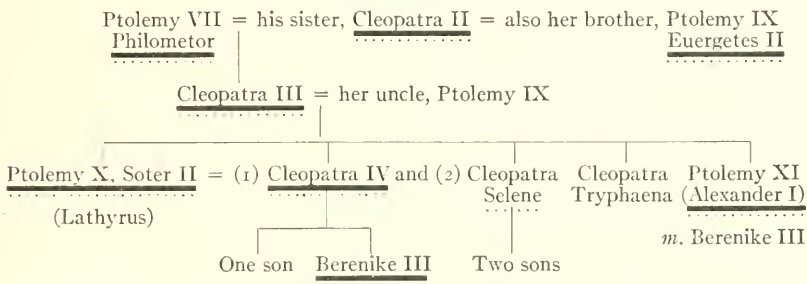 Ptolemy VII = his sister, Cleopatra II = also her brother, Ptolemy IX
Philometor Euergetes II
Cleopatra III = her uncle, Ptolemy IX
Ptolemy X, Soter II = (1) Cleopatra IV and (2) Cleopatra Cleopatra Ptolemy XI
Selene Tryphaena (Alexander I)
(Lathyrus)
m. Berenike III
One son Berenike III Two sons